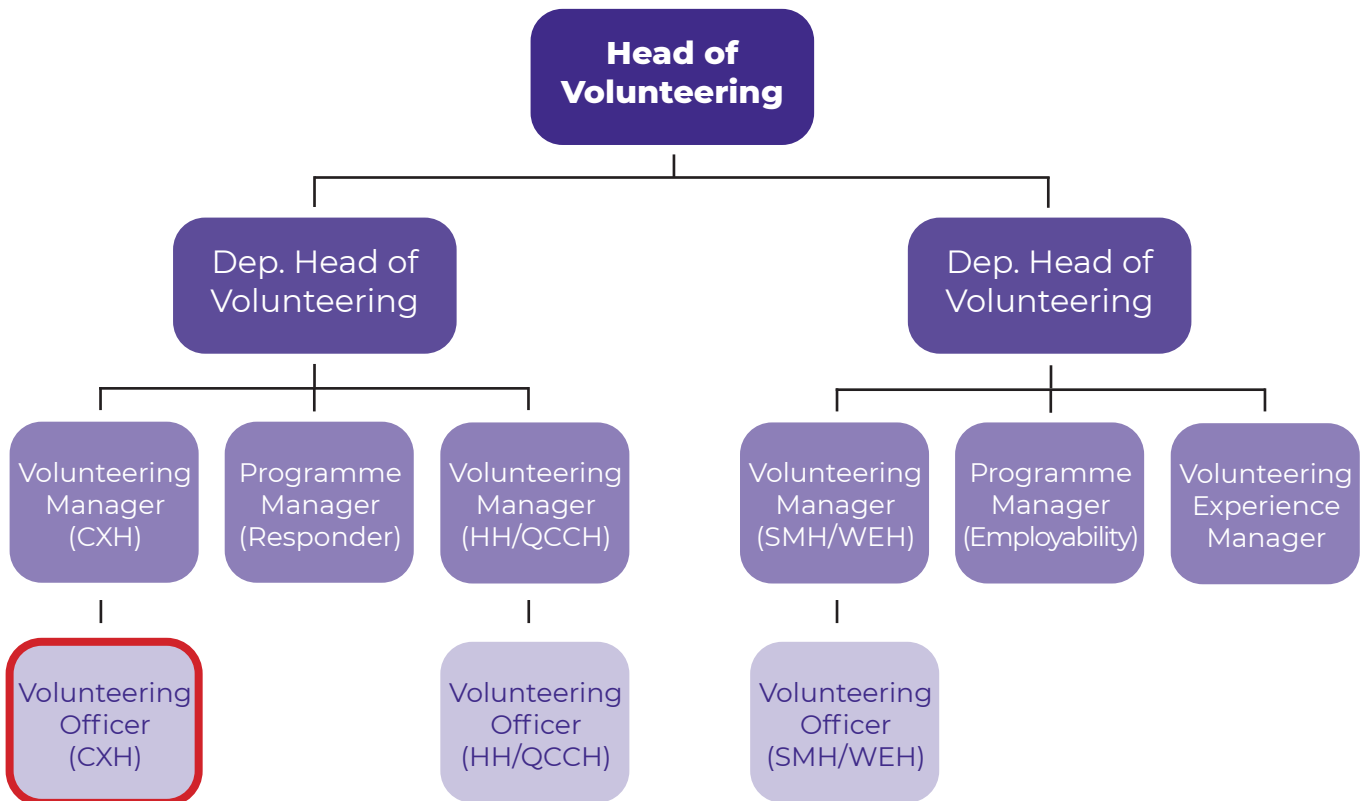 Head of
Volunteering
Dep. Head of
Volunteering
Dep. Head of
Volunteering
Volunteering
Manager
(CXH)
Programme
Manager
(Responder)
Volunteering
Manager
(HH/QCCH)
Volunteering
Manager
(SMH/WEH)
Programme
Manager
(Employability)
Volunteering
Experience
Manager
Volunteering
Officer
(CXH)
Volunteering
Officer
(HH/QCCH)
Volunteering
Officer
(SMH/WEH)